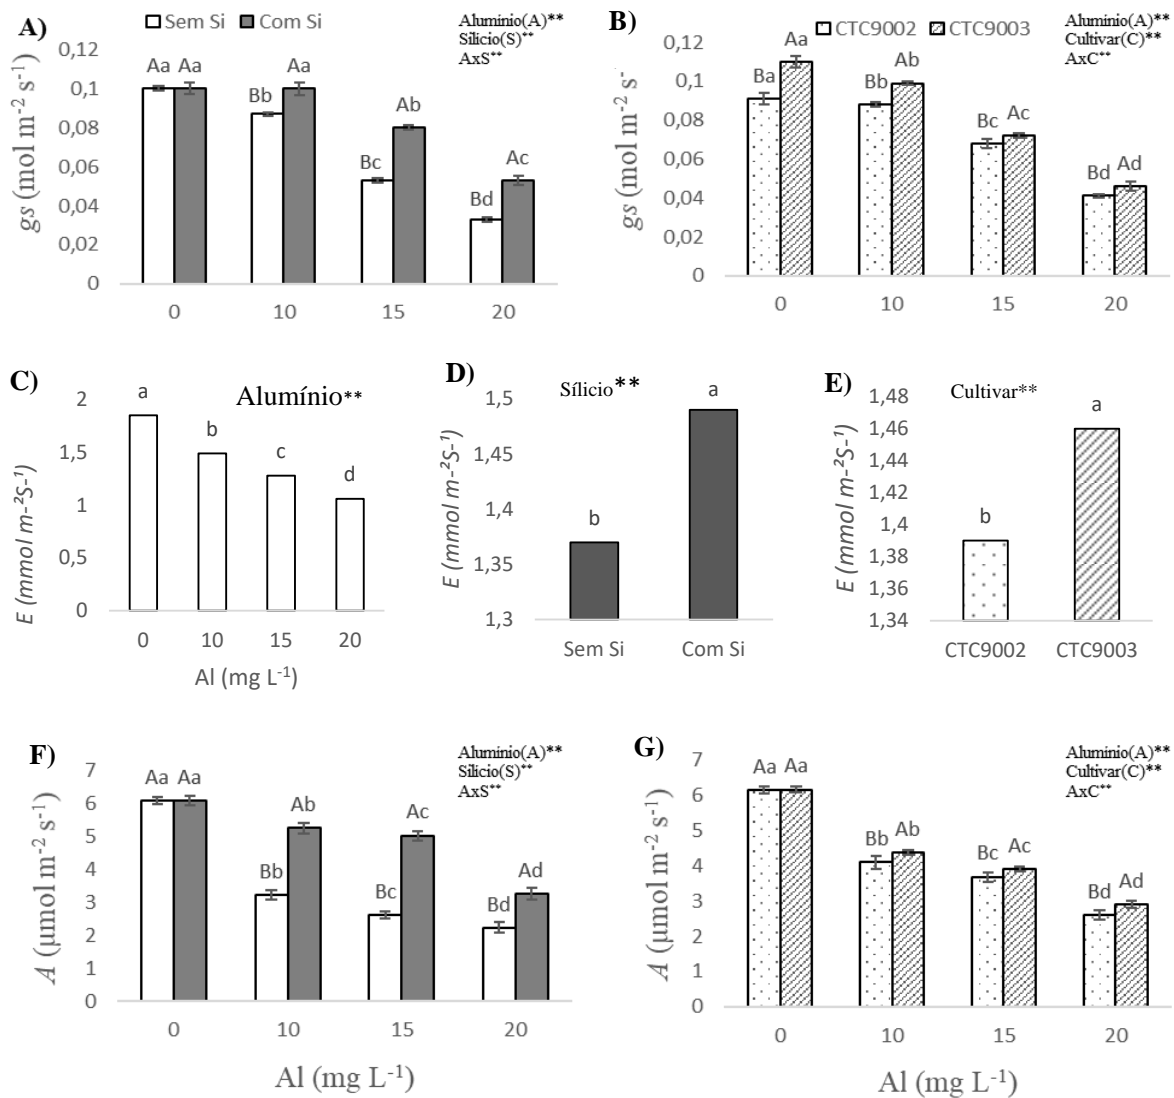 A)
Sem Si Com Si
Aluminio(A)**
Silicio(S)**
AxS**
gs (mol m-2 s-1)
0,12
0,1
0,08
0,06
0,04
0,02
0
Aa Aa
Bb Aa
Bc Ab
Bd Ac
0 10 15 20
B)
CTC9002 CTC9003
Aluminio(A)**
Cultivar(C)**
AxC**
gs (mol m-2 s-
0,12
0,1
0,08
0,06
0,04
0,02
0
Ba Aa
Bb Ab
Bc Ac
Bd Ad
0 10 15 20
C)
Alumínio**
E (mmol m-²S-¹)
2
1,5
1
0,5
0
a b c d
0 10 15 20
Al (mg L-1)
D)
Sílicio**
E (mmol m-²S-¹)
1,5
1,45
1,4
1,35
1,3
b a
Sem Si Com Si
E)
Cultivar**
E (mmol m-²S-¹)
1,48
1,46
1,44
1,42
1,4
1,38
1,36
1,34
b a
CTC9002 CTC9003
F)
Aluminio(A)**
Silicio(S)**
AxS**
A (µmol m-2 s-1)
7
6
5
4
3
2
1
0
Aa Aa
Bb Ab
Bc Ac
Bd Ad
0 10 15 20
Al (mg L-1)
G)
Aluminio(A)**
Cultivar(C)**
AxC**
A (µmol m-2 s-1)
7
6
5
4
3
2
1
0
Aa Aa
Bb Ab
Bc Ac
Bd Ad
0 10 15 20
Al (mg L-1)